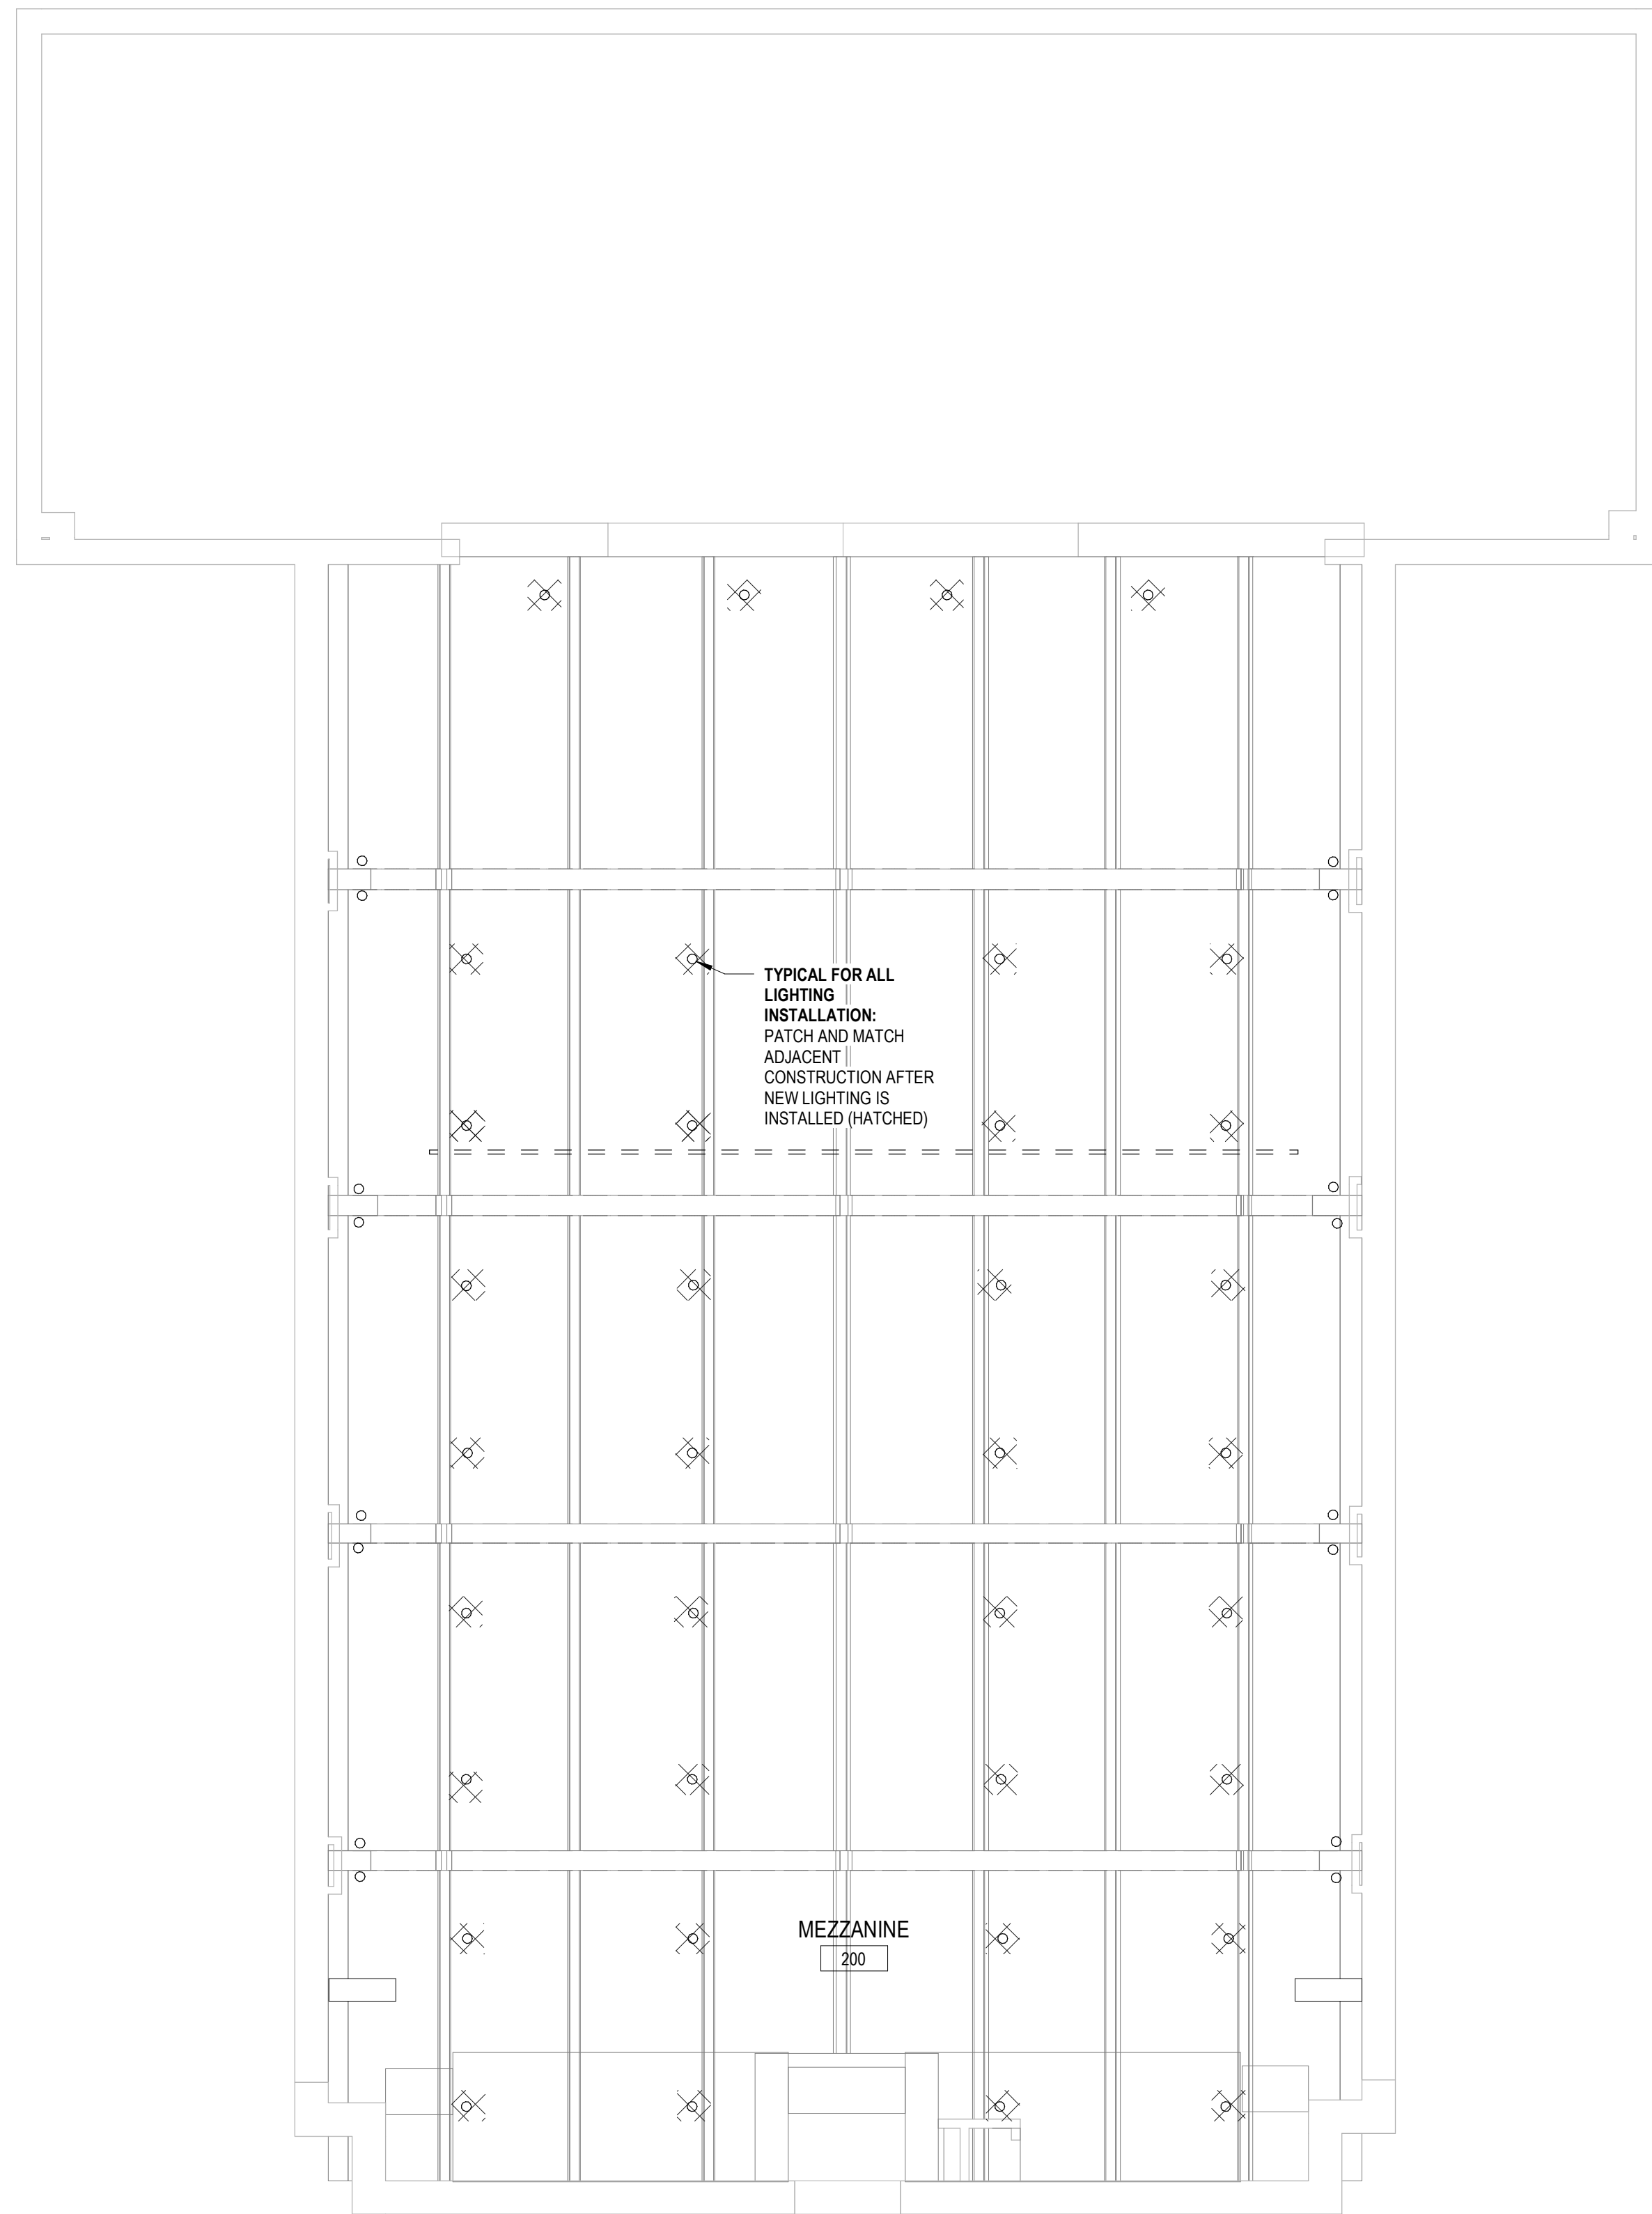 TYPICAL FOR ALL
LIGHTING
INSTALLATION:
PATCH AND MATCH
ADJACENT
CONSTRUCTION AFTER
NEW LIGHTING IS
INSTALLED (HATCHED)
MEZZANINE
200